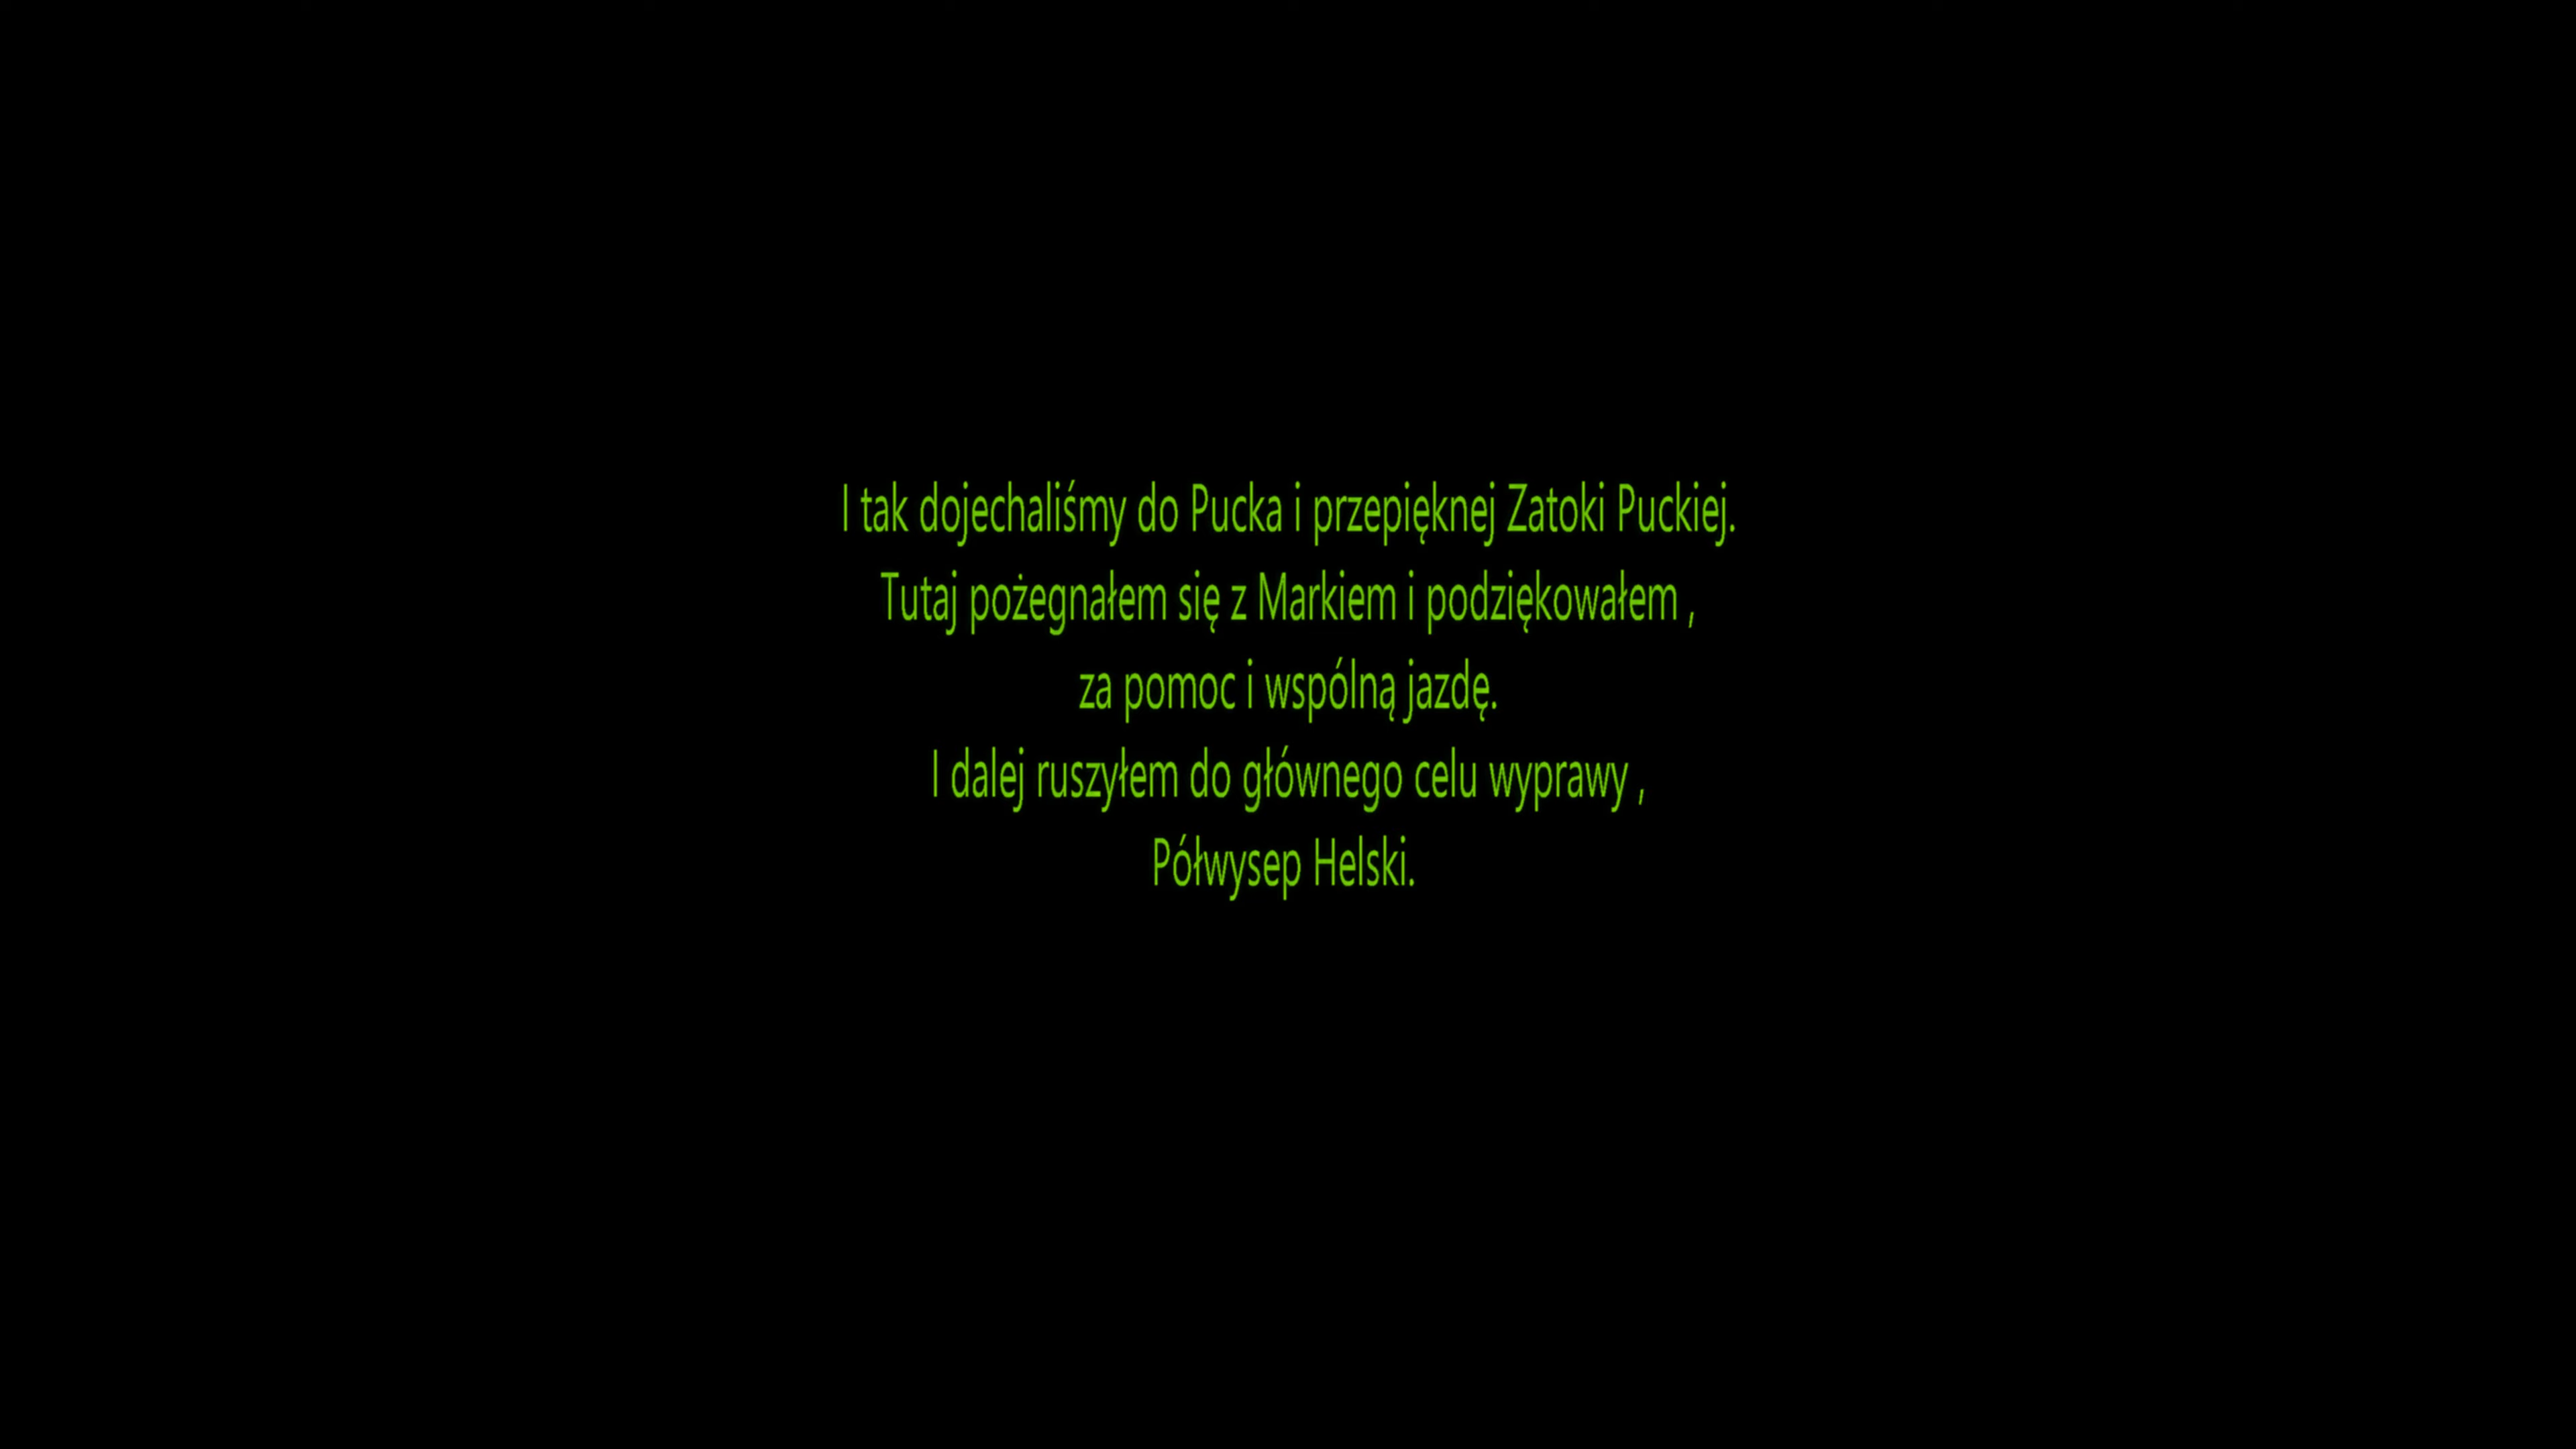 I tak dojechaliśmy do Pucka i przepięknej Zatoki Puckiej.
Tutaj pożegnałem się z Markiem i podziękowałem ,
za pomoc i wspólną jazdę.
I dalej ruszyłem do głównego celu wyprawy ,
Półwysep Helski.